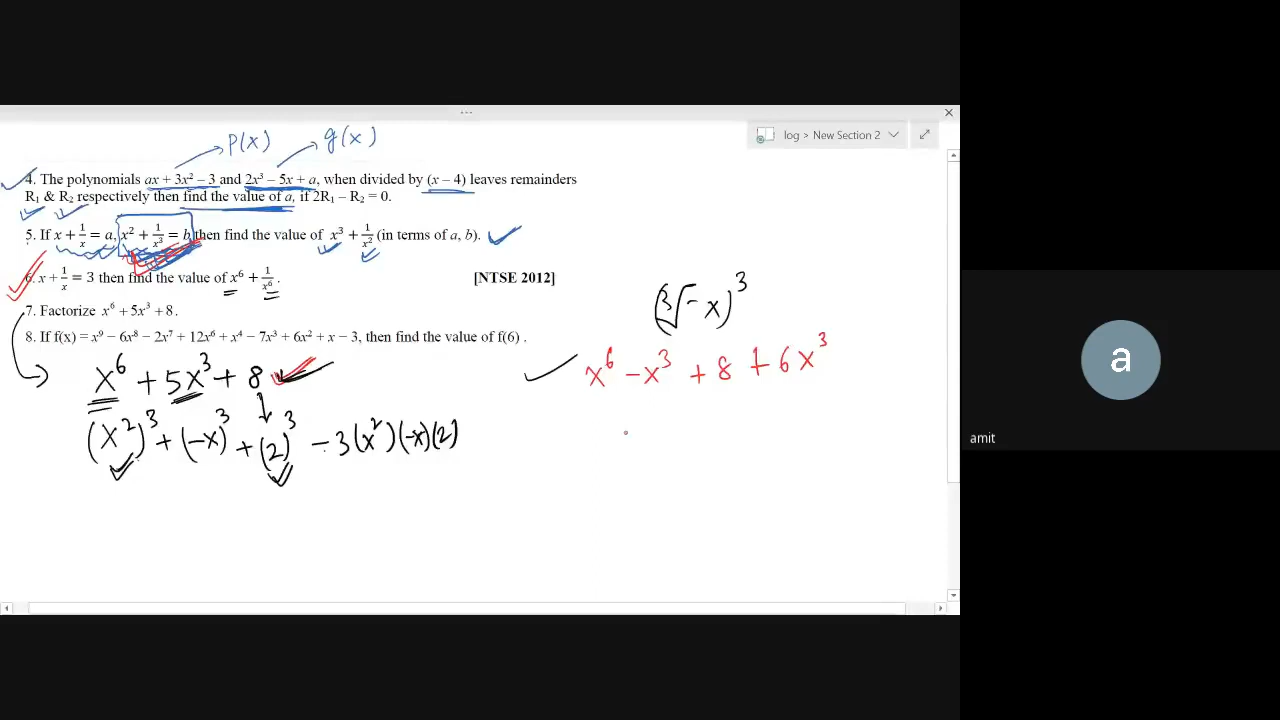 log > New Section 2
P(x) g(x)
4. The polynomials ax + 3x² – 3 and 2x³ – 5x + a, when divided by (x – 4) leaves remainders
R₁ & R₂ respectively then find the value of a, if 2R₁ – R₂ = 0.
5. If x + 1/x = a, x² + 1/x³ = b then find the value of x³ + 1/x² (in terms of a, b).
6. x + 1/x = 3 then find the value of x⁶ + 1/x⁶. [NTSE 2012]
7. Factorize x⁶ + 5x³ + 8.
(∛-x)³
8. If f(x) = x⁹ – 6x⁸ – 2x⁷ + 12x⁶ + x⁴ – 7x³ + 6x² + x – 3, then find the value of f(6) .
x⁶ + 5x³ + 8
x⁶ - x³ + 8 + 6x³
(x²)³ + (-x)³ + (2)³ - 3(x²)(-x)(2)
a
amit